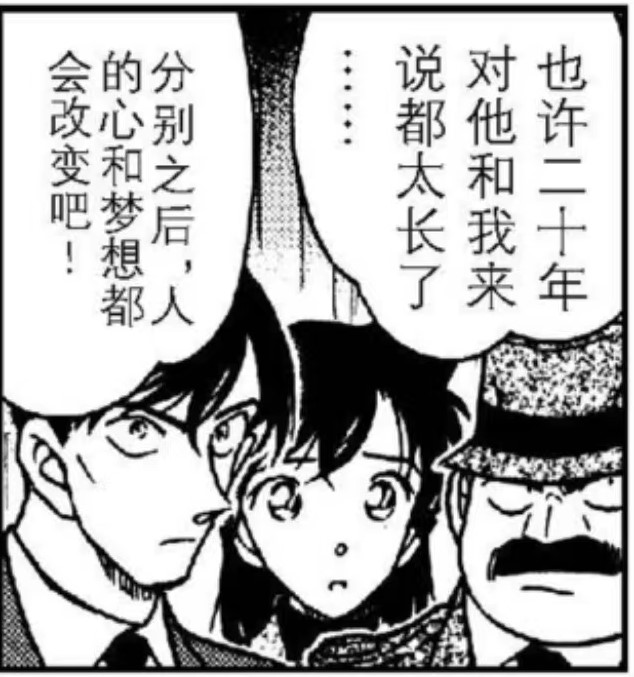 也许二十年
对他和我来
说都太长了
……
分别之后，人
的心和梦想都
会改变吧！